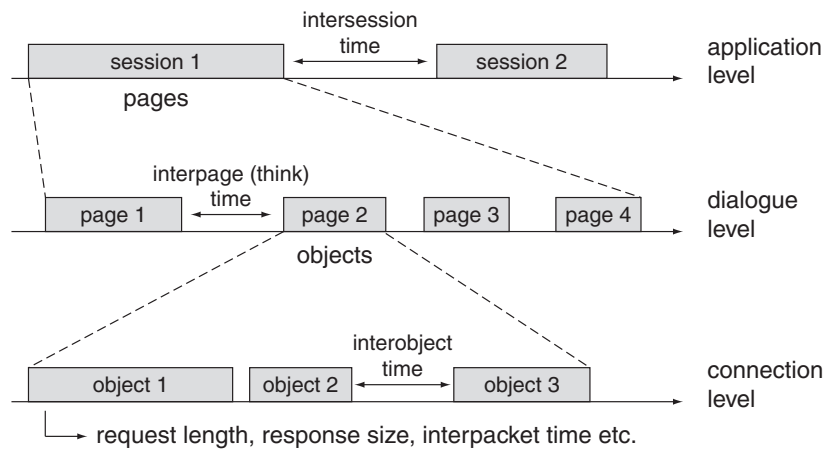 intersession
time
session 1
session 2
application
level
pages
interpage (think)
time
page 1
page 2
page 3
page 4
dialogue
level
objects
interobject
time
object 1
object 2
object 3
connection
level
request length, response size, interpacket time etc.